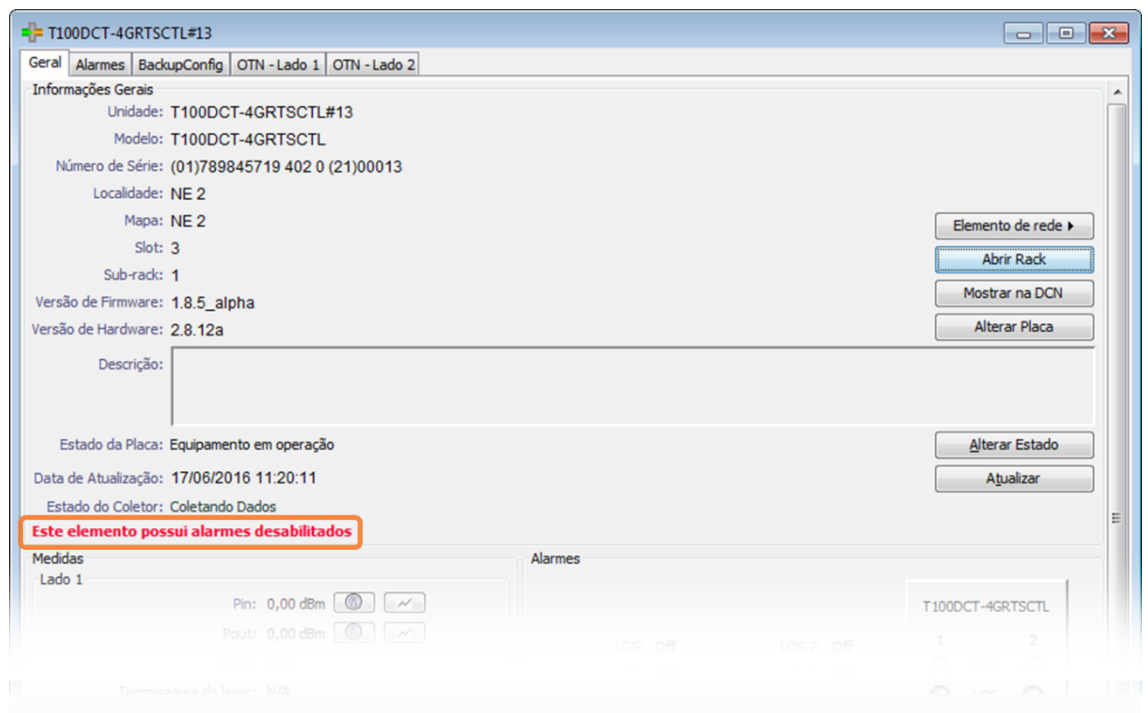 T100DCT-4GRTSCTL#13
Geral Alarmes BackupConfig OTN - Lado 1 OTN - Lado 2
Informações Gerais
Unidade: T100DCT-4GRTSCTL#13
Modelo: T100DCT-4GRTSCTL
Número de Série: (01)789845719 402 0 (21)00013
Localidade: NE 2
Mapa: NE 2
Elemento de rede
Slot: 3
Abrir Rack
Sub-rack: 1
Mostrar na DCN
Versão de Firmware: 1.8.5_alpha
Alterar Placa
Versão de Hardware: 2.8.12a
Descrição:
Estado da Placa: Equipamento em operação
Alterar Estado
Data de Atualização: 17/06/2016 11:20:11
Atualizar
Estado do Coletor: Coletando Dados
Este elemento possui alarmes desabilitados
Medidas
Alarmes
Lado 1
Pin: 0,00 dBm
T100DCT-4GRTSCTL
Pout: 0,00 dBm
1 2
LOS: Off LOS 2: Off
Temperatura do laser: N/A
LOS